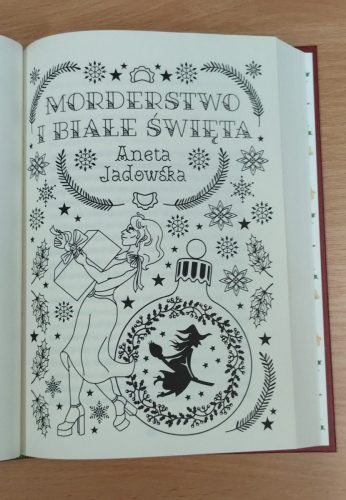 MORDERSTWO
I BIAŁE ŚWIĘTA
Aneta
Jadowska